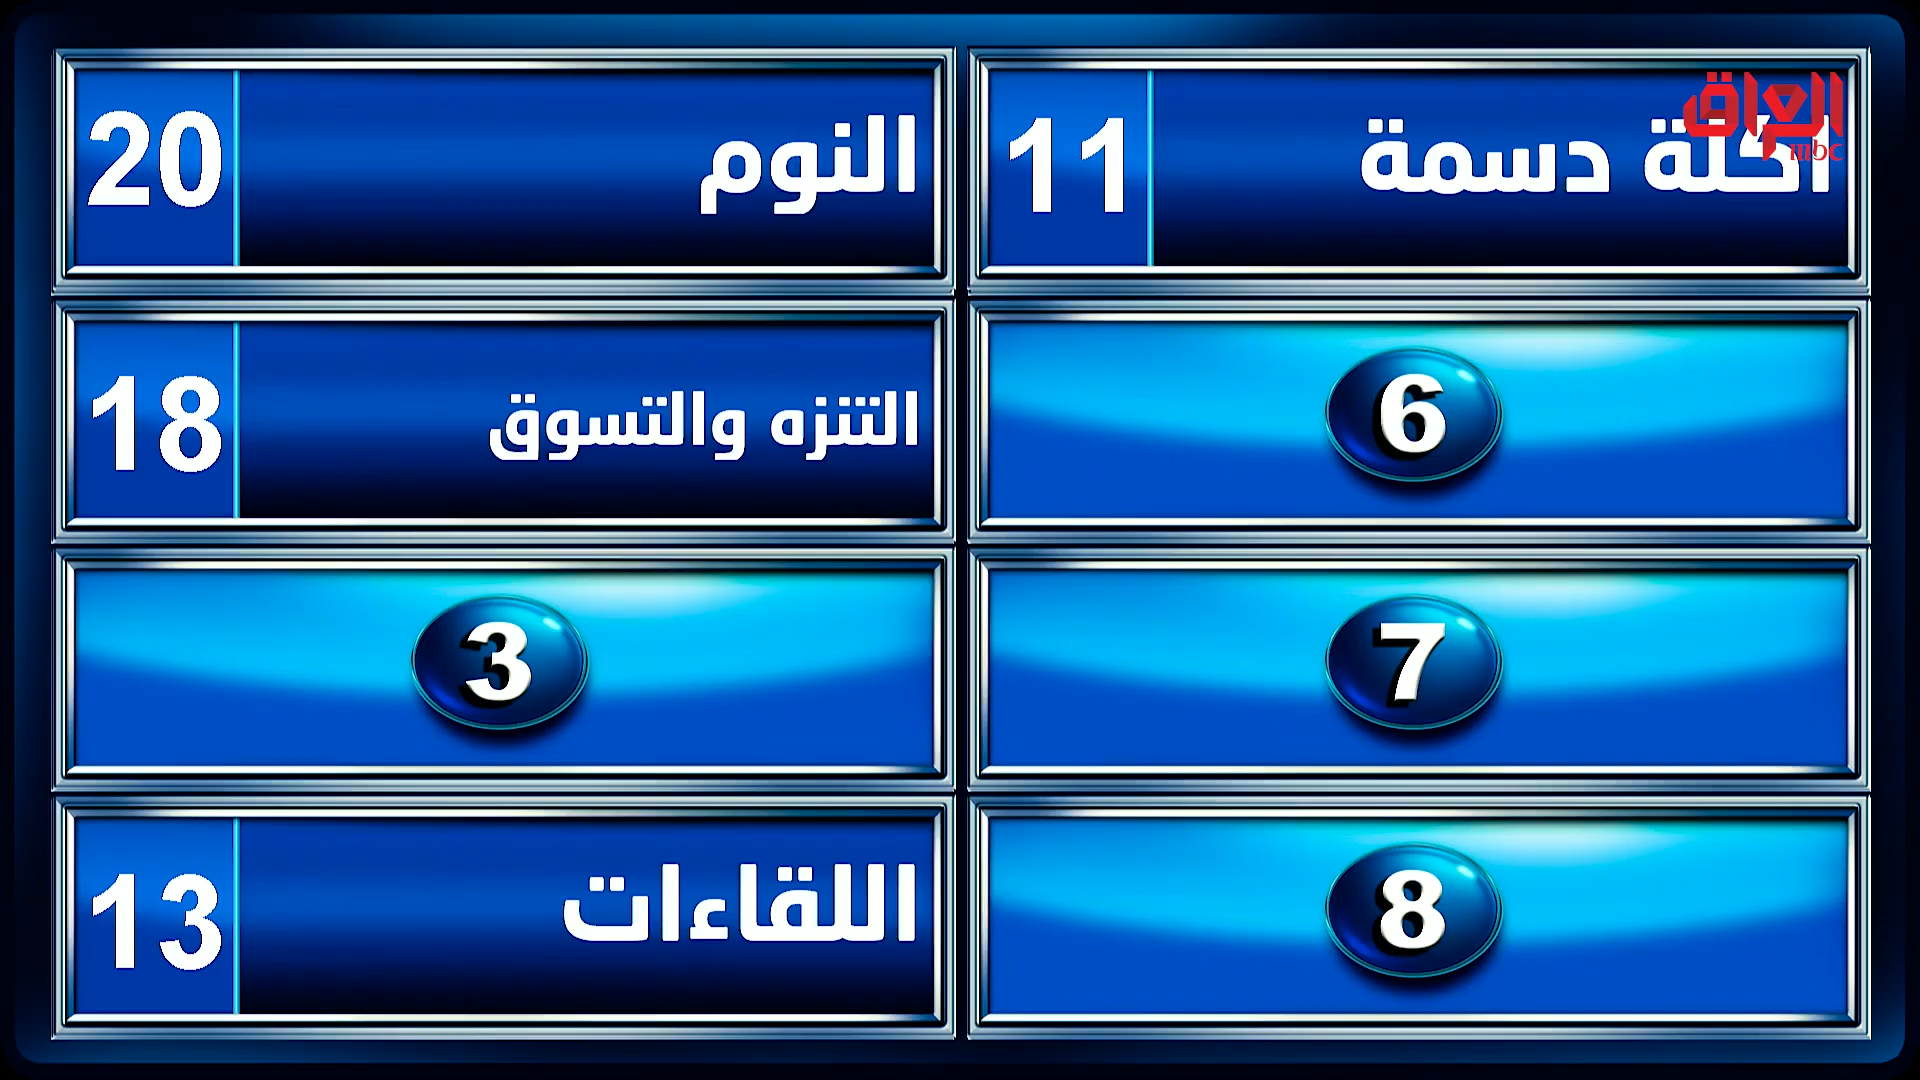 20 النوم
18 التنزه والتسوق
3
13 اللقاءات
11 اكلة دسمة
6
7
8
العراق
mbc